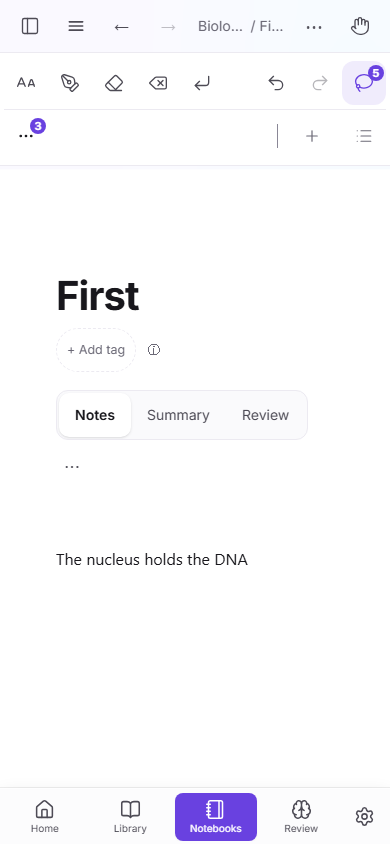 Biolo... / Fi...
AA
5
3
First
+ Add tag
Notes Summary Review
The nucleus holds the DNA
Home Library Notebooks Review